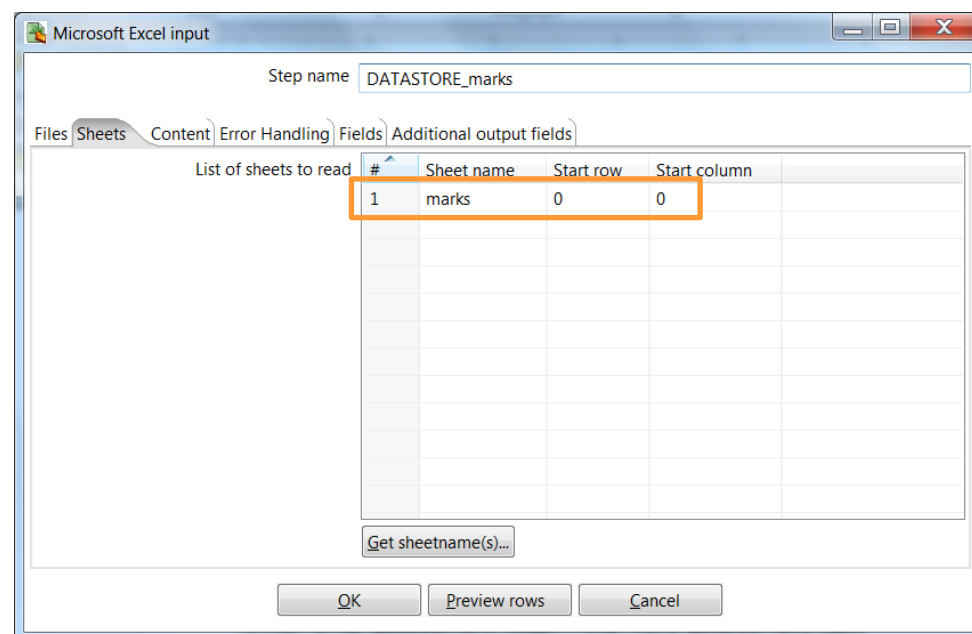 Microsoft Excel input
Step name DATASTORE_marks
Files Sheets Content Error Handling Fields Additional output fields
List of sheets to read # Sheet name Start row Start column
1 marks 0 0
Get sheetname(s)...
OK Preview rows Cancel